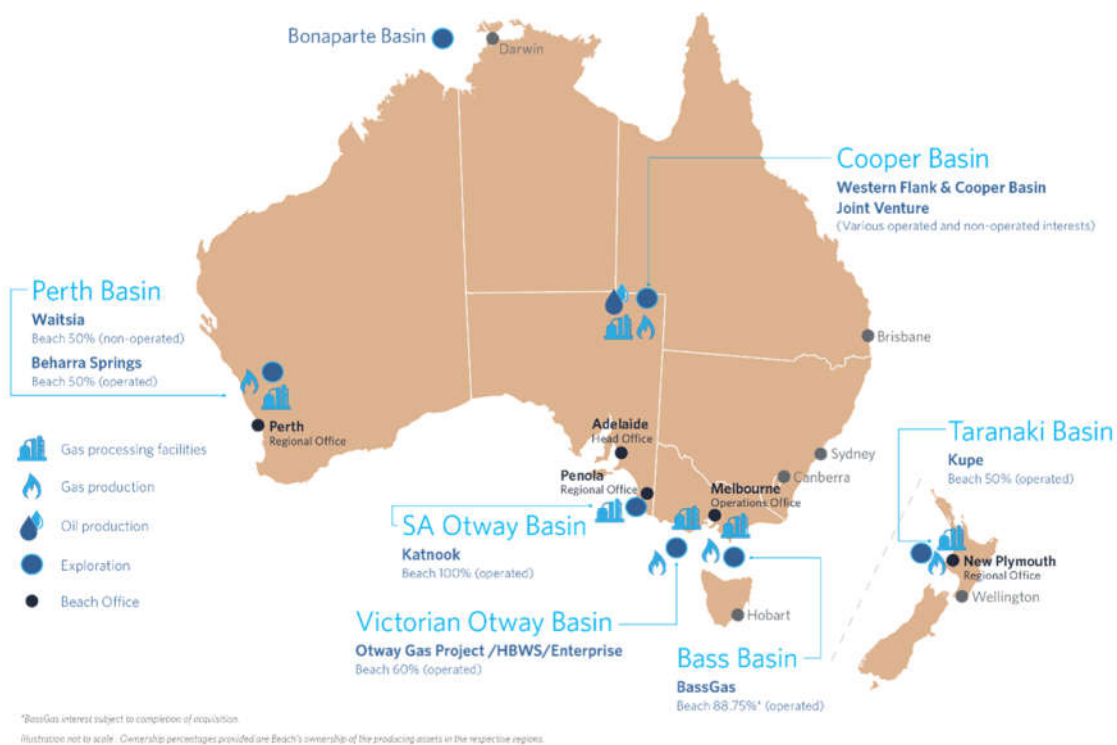 Bonaparte Basin
Darwin
Cooper Basin
Western Flank & Cooper Basin
Joint Venture
(Various operated and non-operated interests)
Perth Basin
Waitsia
Beach 50% (non-operated)
Beharra Springs
Beach 50% (operated)
Brisbane
Perth
Regional Office
Adelaide
Head Office
Sydney
Canberra
Penola
Regional Office
Melbourne
Operations Office
Gas processing facilities
Gas production
Oil production
Exploration
Beach Office
SA Otway Basin
Katnook
Beach 100% (operated)
Taranaki Basin
Kupe
Beach 50% (operated)
New Plymouth
Regional Office
Wellington
Hobart
Victorian Otway Basin
Otway Gas Project /HBWS/Enterprise
Beach 60% (operated)
Bass Basin
BassGas
Beach 88.75%* (operated)
*BassGas interest subject to completion of acquisition.
Illustration not to scale. Ownership percentages provided are Beach's ownership of the producing assets in the respective regions.